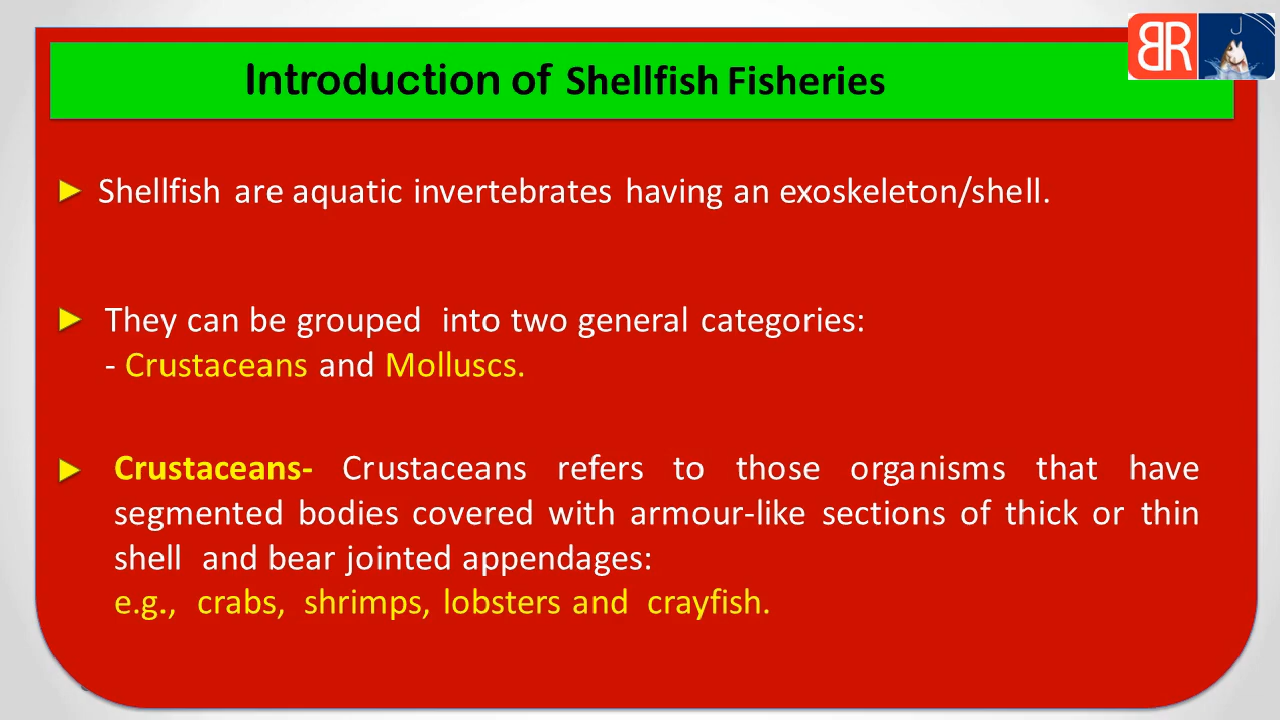 BR
Introduction of Shellfish Fisheries
Shellfish are aquatic invertebrates having an exoskeleton/shell.
They can be grouped into two general categories:
- Crustaceans and Molluscs.
Crustaceans- Crustaceans refers to those organisms that have
segmented bodies covered with armour-like sections of thick or thin
shell and bear jointed appendages:
e.g., crabs, shrimps, lobsters and crayfish.